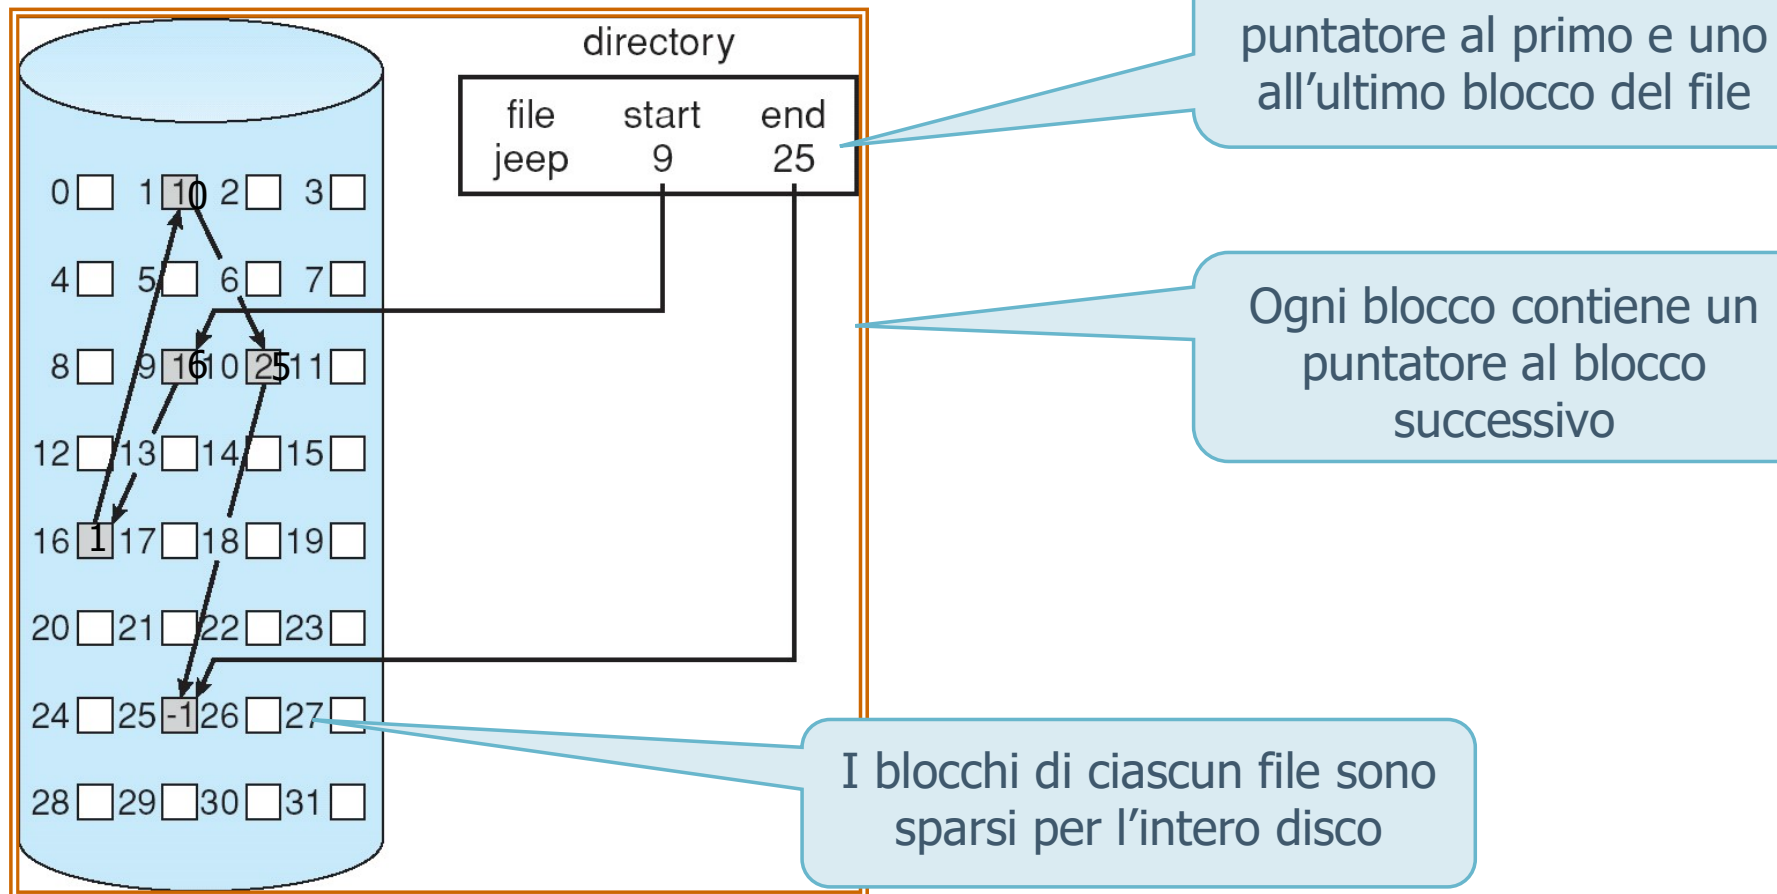 directory
file start end
jeep 9 25
puntatore al primo e uno
all’ultimo blocco del file
0 1 10 2 3
4 5 6 7
Ogni blocco contiene un
puntatore al blocco
successivo
8 9 16 10 25 11
12 13 14 15
16 1 17 18 19
20 21 22 23
24 25 -1 26 27
28 29 30 31
I blocchi di ciascun file sono
sparsi per l’intero disco